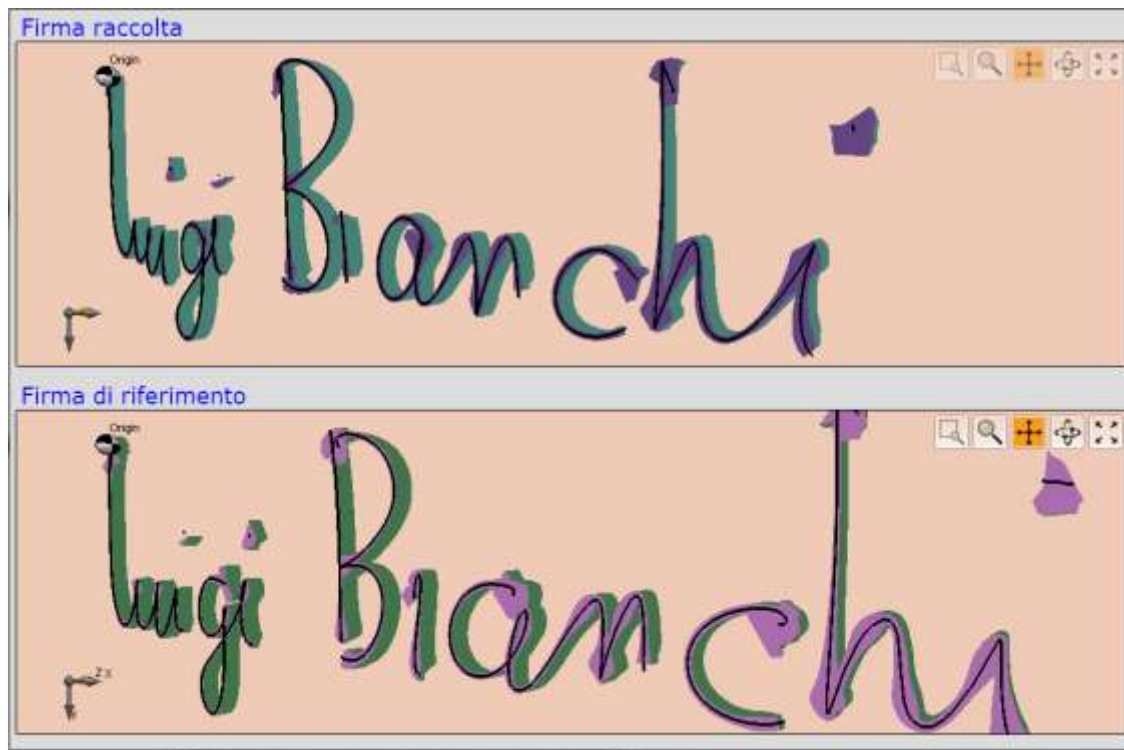 Firma raccolta
Origin
Luigi Bianchi
Firma di riferimento
Origin
Luigi Bianchi
Z X